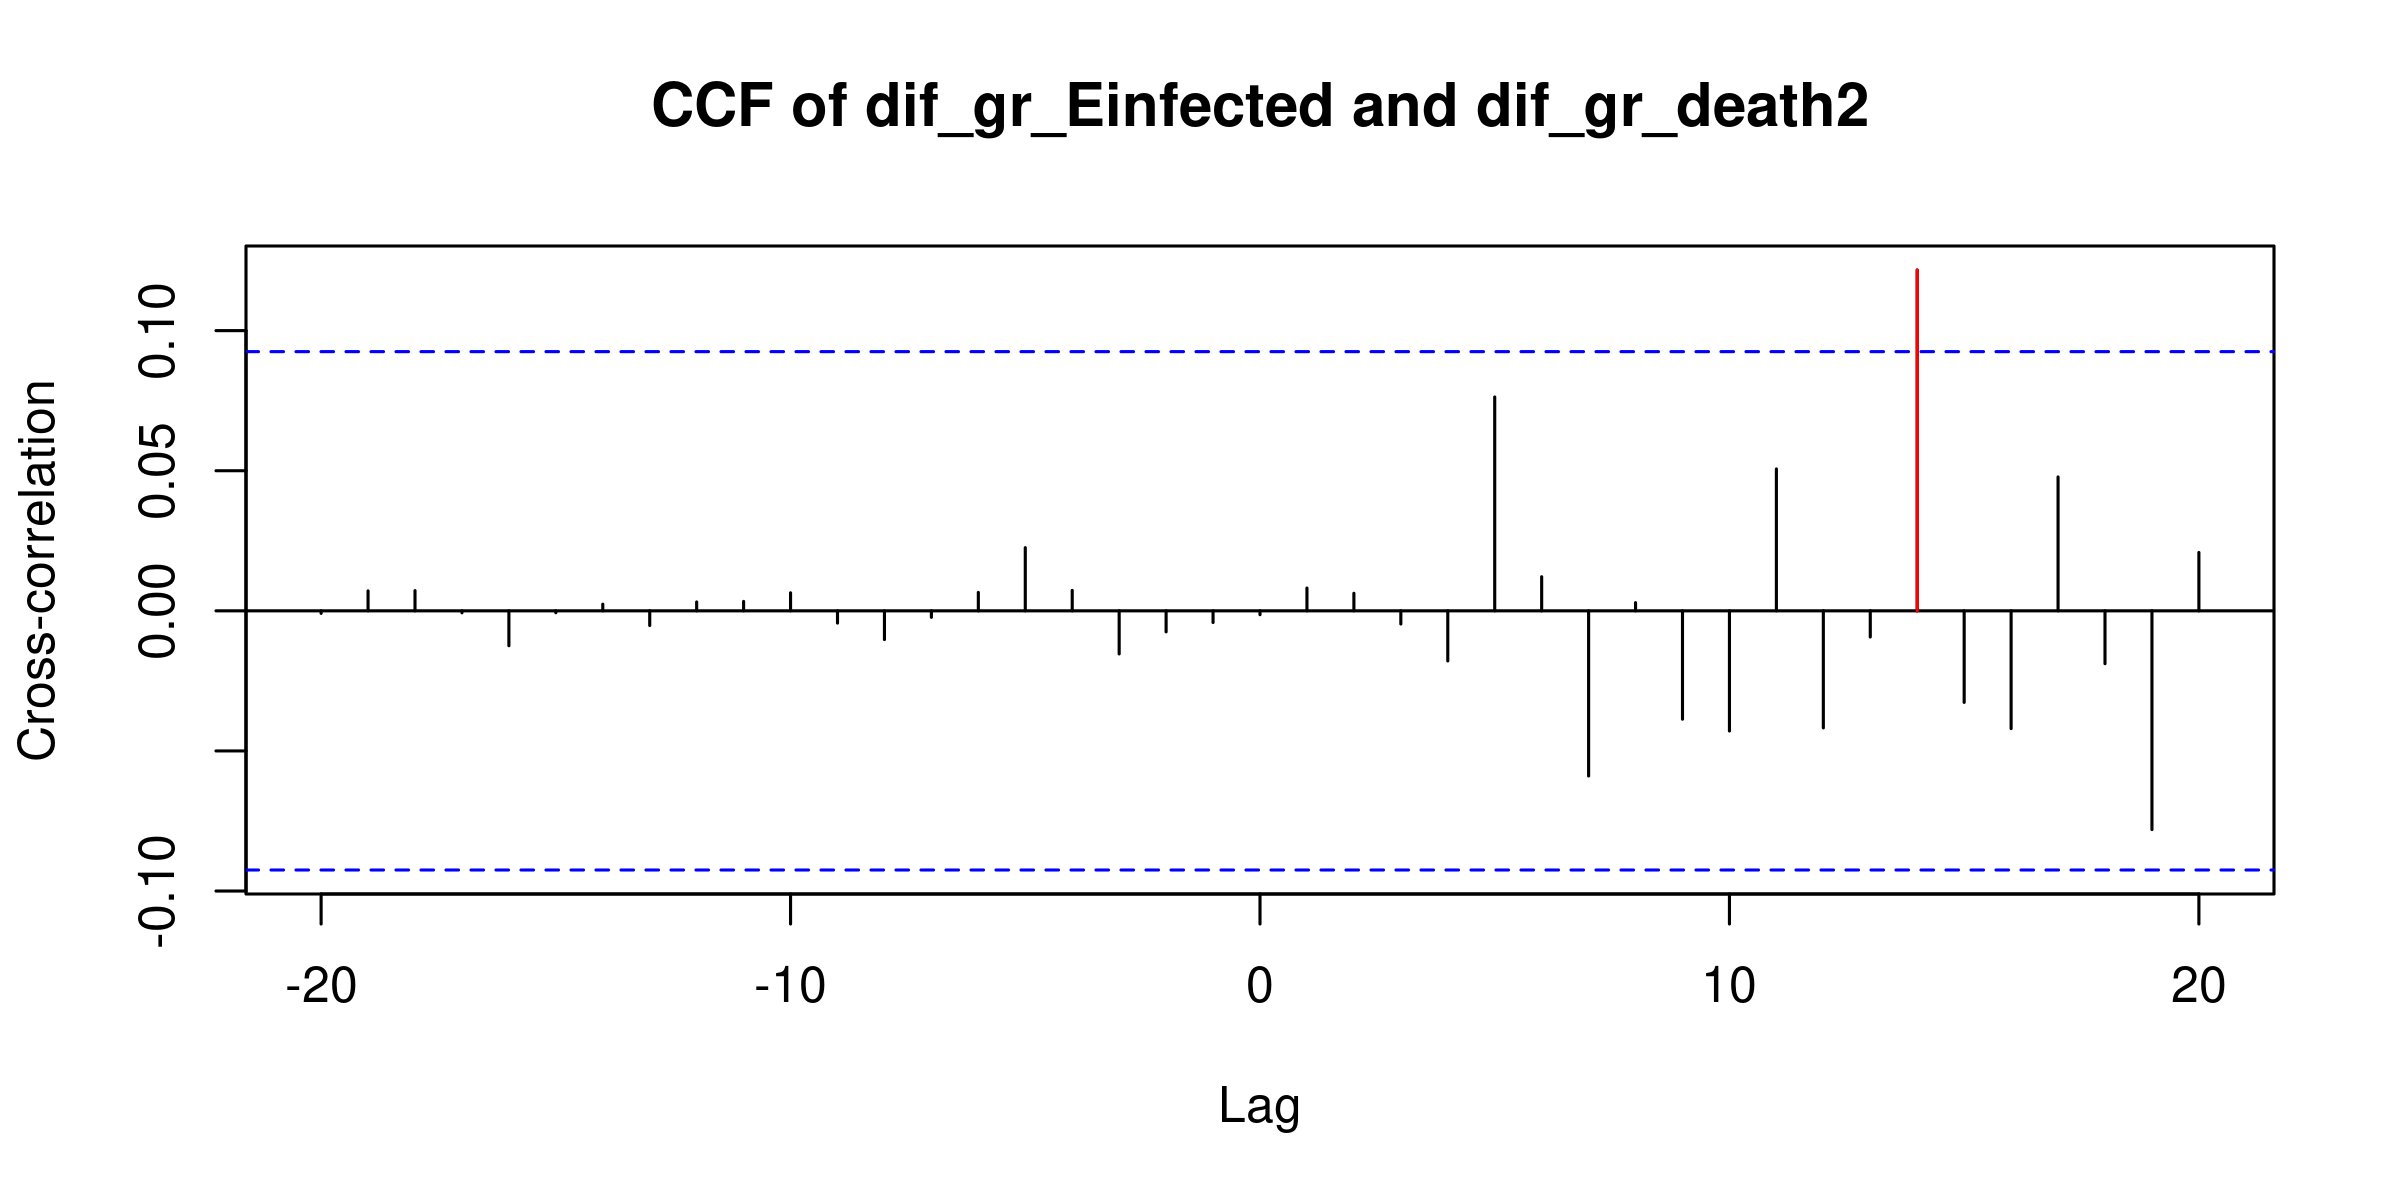 CCF of dif_gr_Einfected and dif_gr_death2
Cross-correlation
0.10
0.05
0.00
-0.10
-20 -10 0 10 20
Lag